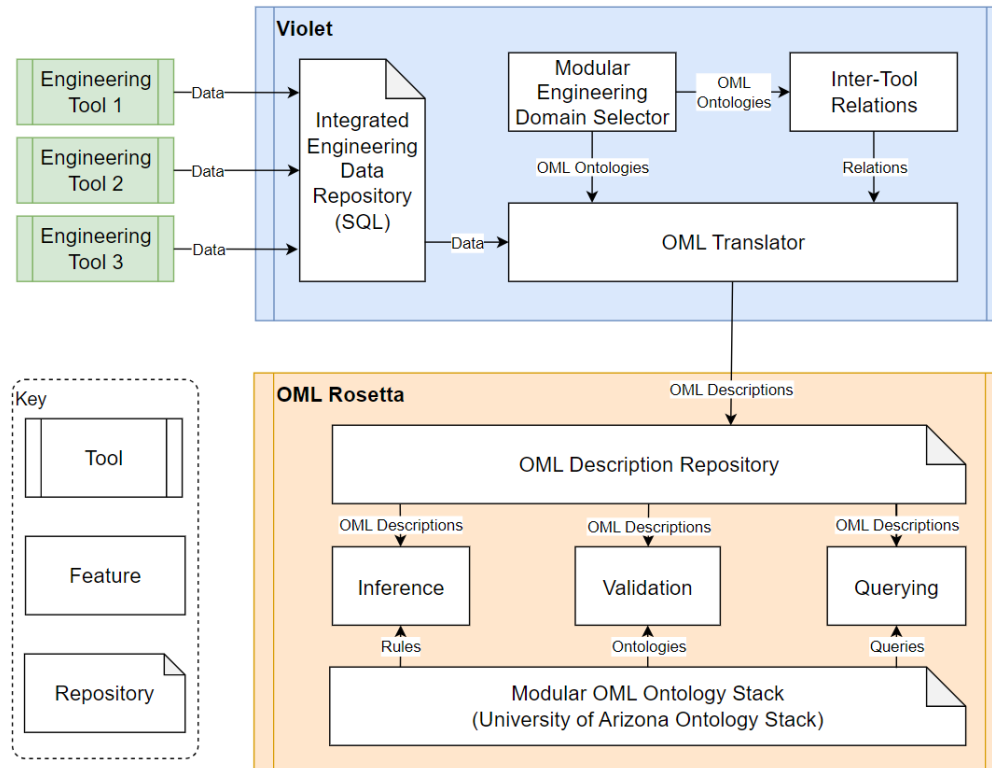 Violet
Engineering
Tool 1
Data
Engineering
Tool 2
Data
Engineering
Tool 3
Data
Integrated
Engineering
Data
Repository
(SQL)
Data
Modular
Engineering
Domain Selector
OML
Ontologies
Inter-Tool
Relations
OML Ontologies
Relations
OML Translator
OML Descriptions
Key
Tool
Feature
Repository
OML Rosetta
OML Description Repository
OML Descriptions
OML Descriptions
OML Descriptions
Inference
Validation
Querying
Rules
Ontologies
Queries
Modular OML Ontology Stack
(University of Arizona Ontology Stack)